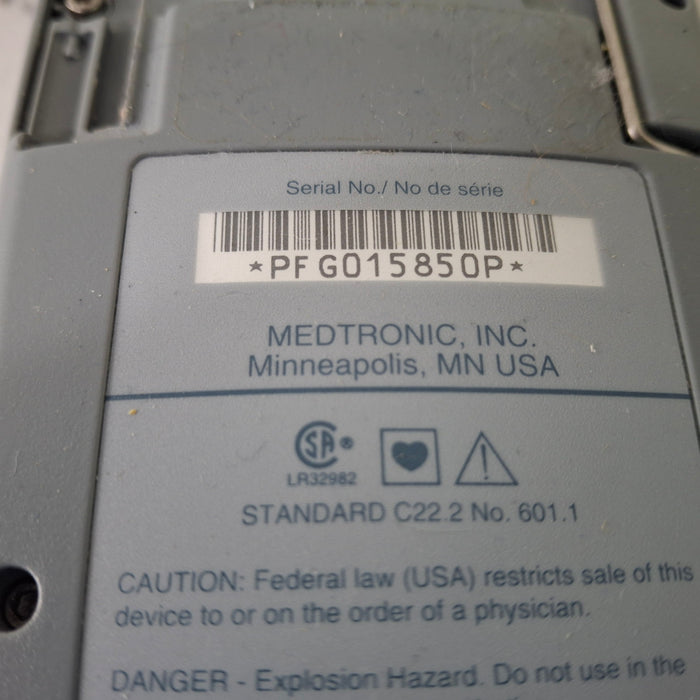 Serial No./ No de série
*PFG015850P*
MEDTRONIC, INC.
Minneapolis, MN USA
SA ®
LR32982
STANDARD C22.2 No. 601.1
CAUTION: Federal law (USA) restricts sale of this
device to or on the order of a physician.
DANGER - Explosion Hazard. Do not use in the